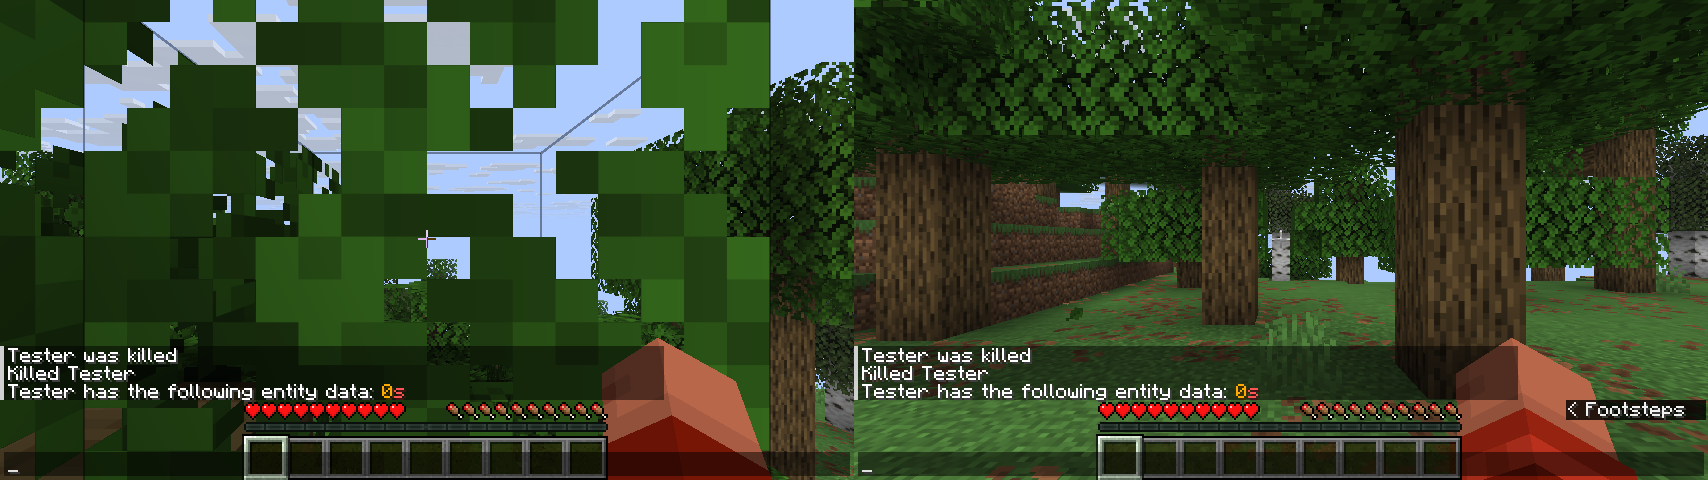 Tester was killed
Killed Tester
Tester has the following entity data: 0s
_
Tester was killed
Killed Tester
Tester has the following entity data: 0s
< Footsteps
_